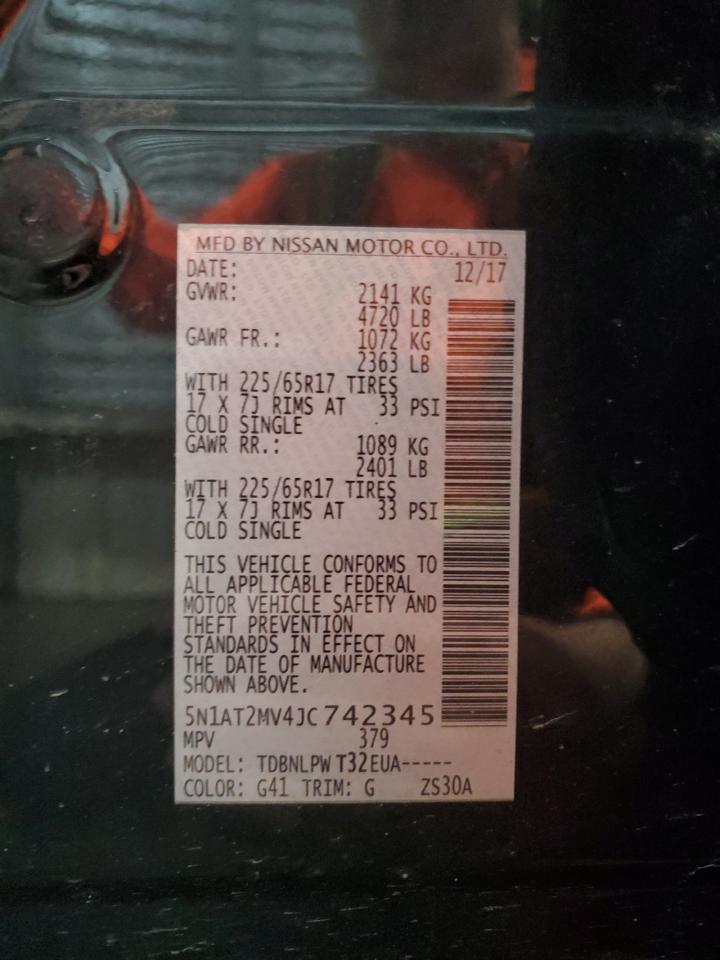 MFD BY NISSAN MOTOR CO., LTD.
DATE: 12/17
GVWR: 2141 KG
4720 LB
GAWR FR.: 1072 KG
2363 LB
WITH 225/65R17 TIRES
17 X 7J RIMS AT 33 PSI
COLD SINGLE
GAWR RR.: 1089 KG
2401 LB
WITH 225/65R17 TIRES
17 X 7J RIMS AT 33 PSI
COLD SINGLE
THIS VEHICLE CONFORMS TO
ALL APPLICABLE FEDERAL
MOTOR VEHICLE SAFETY AND
THEFT PREVENTION
STANDARDS IN EFFECT ON
THE DATE OF MANUFACTURE
SHOWN ABOVE.
5N1AT2MV4JC742345
MPV 379
MODEL: TDBNLPW T32EUA-----
COLOR: G41 TRIM: G ZS30A